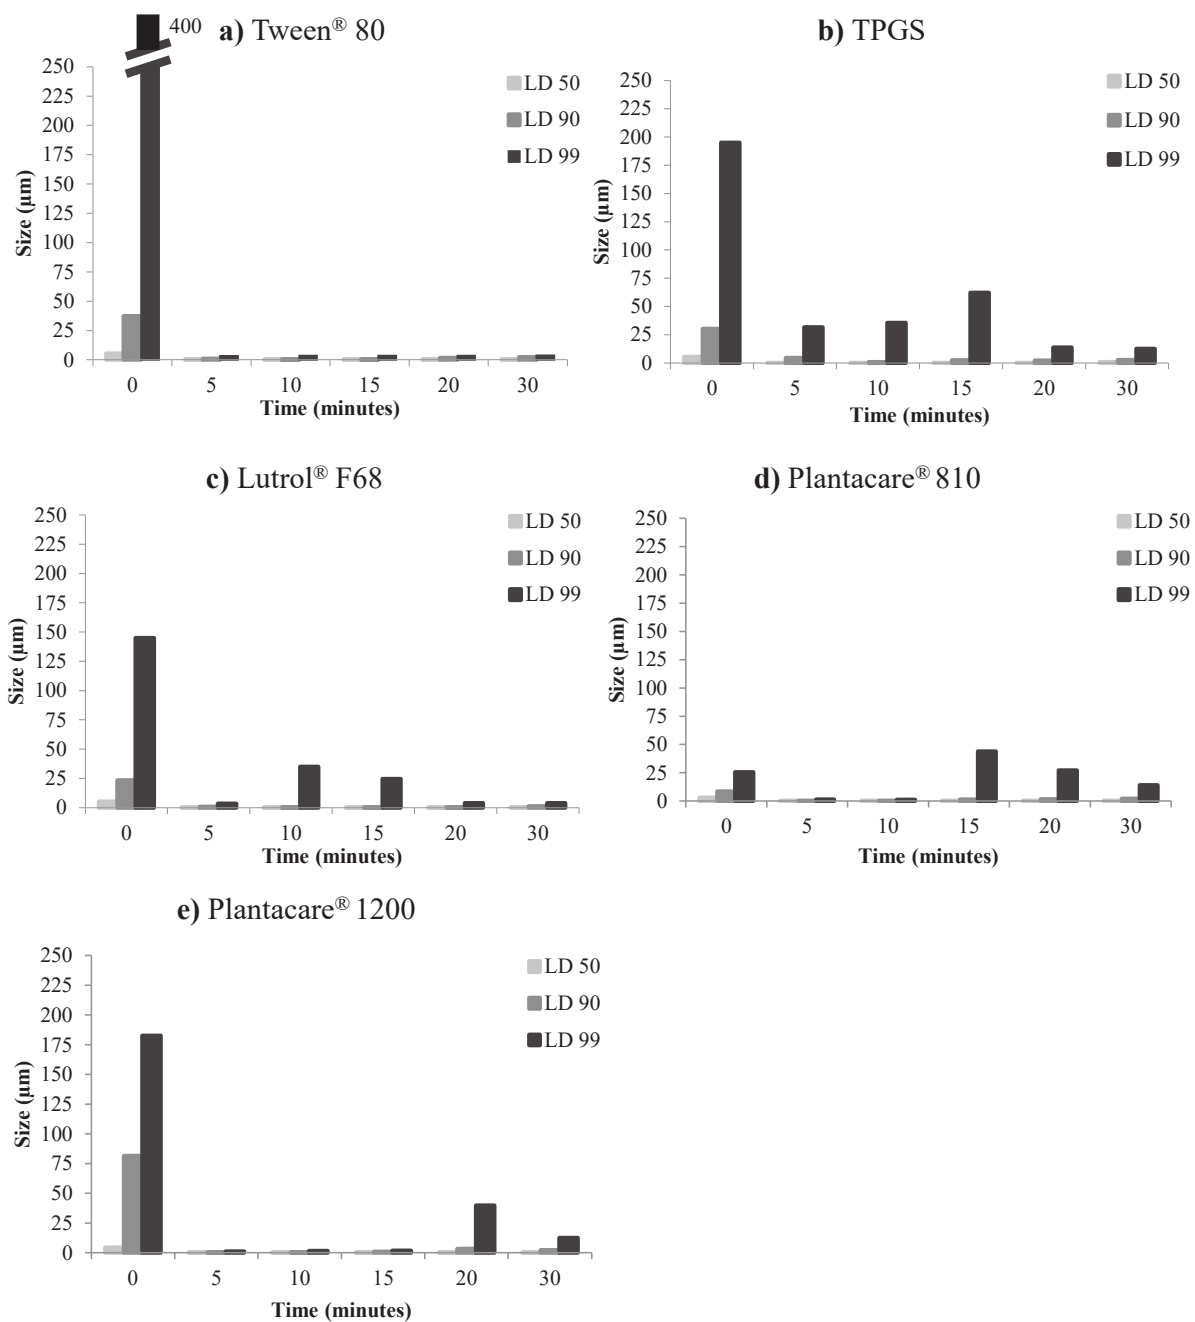 400
a) Tween® 80
250
225
200
175
150
125
100
75
50
25
0
Size (µm)
0 5 10 15 20 30
Time (minutes)
LD 50
LD 90
LD 99
b) TPGS
250
225
200
175
150
125
100
75
50
25
0
Size (µm)
0 5 10 15 20 30
Time (minutes)
LD 50
LD 90
LD 99
c) Lutrol® F68
250
225
200
175
150
125
100
75
50
25
0
Size (µm)
0 5 10 15 20 30
Time (minutes)
LD 50
LD 90
LD 99
d) Plantacare® 810
250
225
200
175
150
125
100
75
50
25
0
Size (µm)
0 5 10 15 20 30
Time (minutes)
LD 50
LD 90
LD 99
e) Plantacare® 1200
250
225
200
175
150
125
100
75
50
25
0
Size (µm)
0 5 10 15 20 30
Time (minutes)
LD 50
LD 90
LD 99